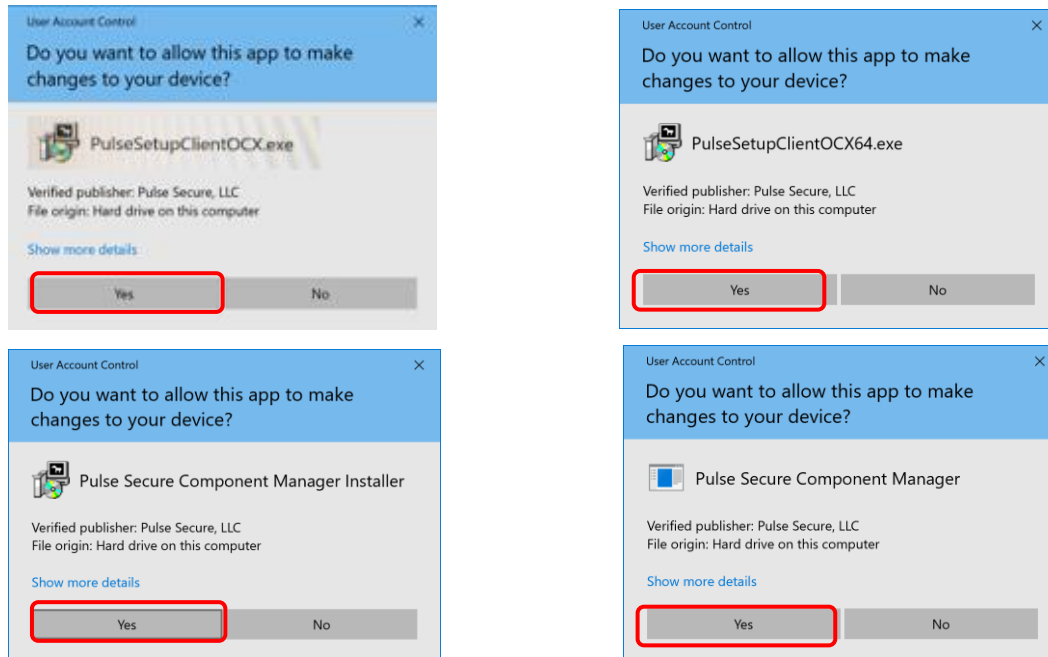 User Account Control
Do you want to allow this app to make
changes to your device?
PulseSetupClientOCX.exe
Verified publisher: Pulse Secure, LLC
File origin: Hard drive on this computer
Show more details
Yes No
User Account Control
Do you want to allow this app to make
changes to your device?
PulseSetupClientOCX64.exe
Verified publisher: Pulse Secure, LLC
File origin: Hard drive on this computer
Show more details
Yes No
User Account Control
Do you want to allow this app to make
changes to your device?
Pulse Secure Component Manager Installer
Verified publisher: Pulse Secure, LLC
File origin: Hard drive on this computer
Show more details
Yes No
User Account Control
Do you want to allow this app to make
changes to your device?
Pulse Secure Component Manager
Verified publisher: Pulse Secure, LLC
File origin: Hard drive on this computer
Show more details
Yes No